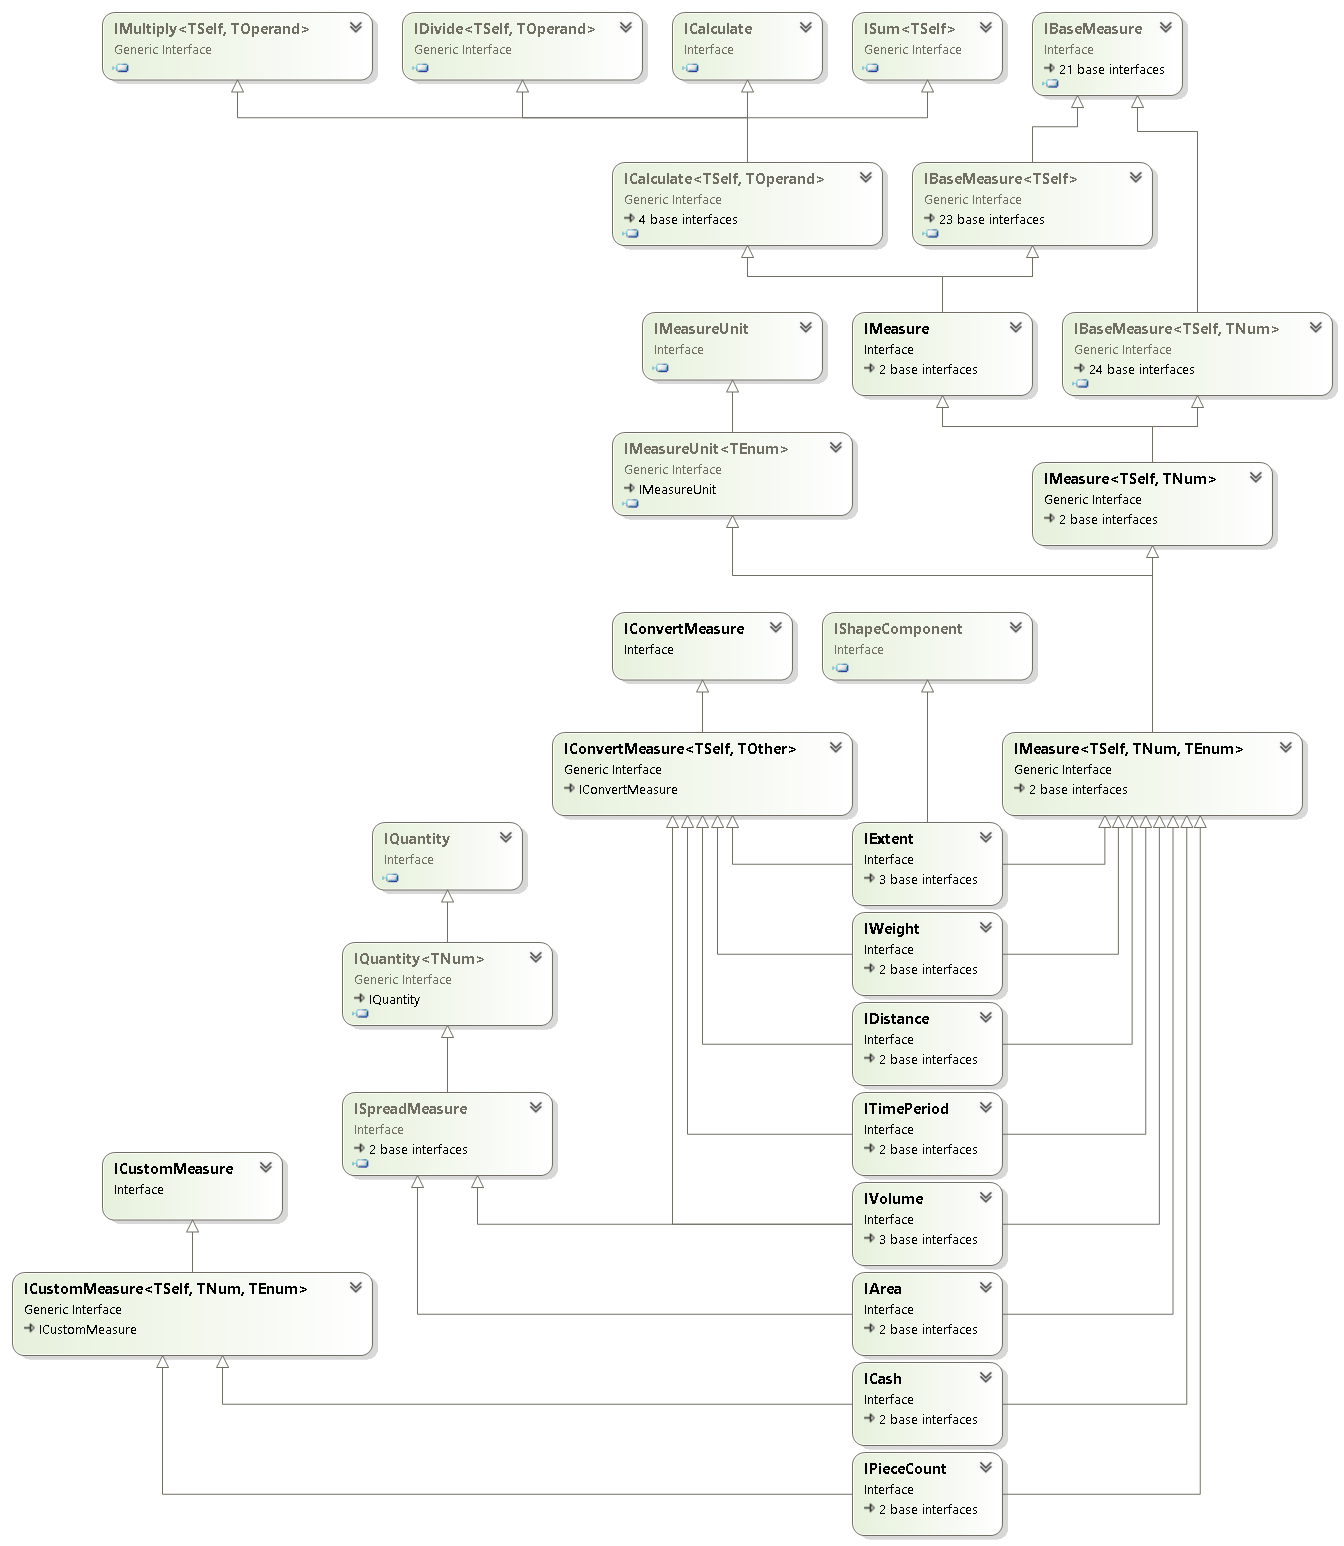 IMultiply<TSelf, TOperand>
Generic Interface
IDivide<TSelf, TOperand>
Generic Interface
ICalculate
Interface
ISum<TSelf>
Generic Interface
IBaseMeasure
Interface
21 base interfaces
ICalculate<TSelf, TOperand>
Generic Interface
4 base interfaces
IBaseMeasure<TSelf>
Generic Interface
23 base interfaces
IMeasureUnit
Interface
IMeasure
Interface
2 base interfaces
IBaseMeasure<TSelf, TNum>
Generic Interface
24 base interfaces
IMeasureUnit<TEnum>
Generic Interface
IMeasureUnit
IMeasure<TSelf, TNum>
Generic Interface
2 base interfaces
IConvertMeasure
Interface
IShapeComponent
Interface
IConvertMeasure<TSelf, TOther>
Generic Interface
IConvertMeasure
IMeasure<TSelf, TNum, TEnum>
Generic Interface
2 base interfaces
IQuantity
Interface
IExtent
Interface
3 base interfaces
IWeight
Interface
2 base interfaces
IQuantity<TNum>
Generic Interface
IQuantity
IDistance
Interface
2 base interfaces
ISpreadMeasure
Interface
2 base interfaces
ITimePeriod
Interface
2 base interfaces
ICustomMeasure
Interface
IVolume
Interface
3 base interfaces
ICustomMeasure<TSelf, TNum, TEnum>
Generic Interface
ICustomMeasure
IArea
Interface
2 base interfaces
ICash
Interface
2 base interfaces
IPieceCount
Interface
2 base interfaces